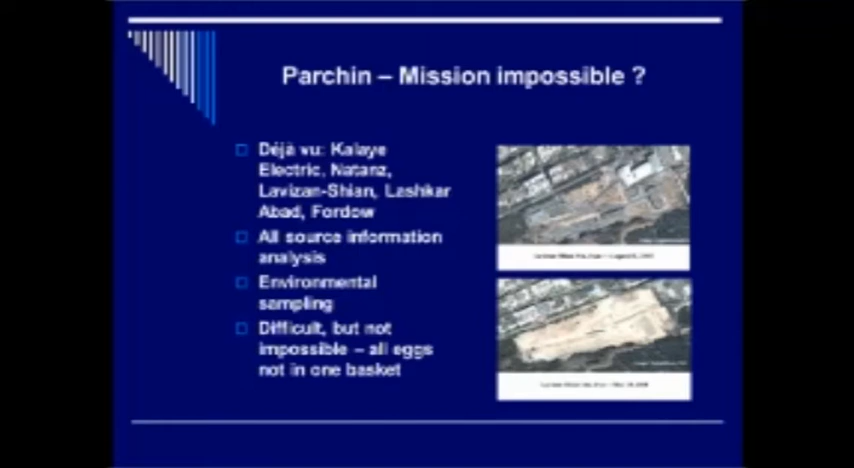 Parchin – Mission impossible ?
Déjà vu: Kalaye
Electric, Natanz,
Lavizan-Shian, Lashkar
Abad, Fordow
All source information
analysis
Environmental
sampling
Difficult, but not
impossible – all eggs
not in one basket